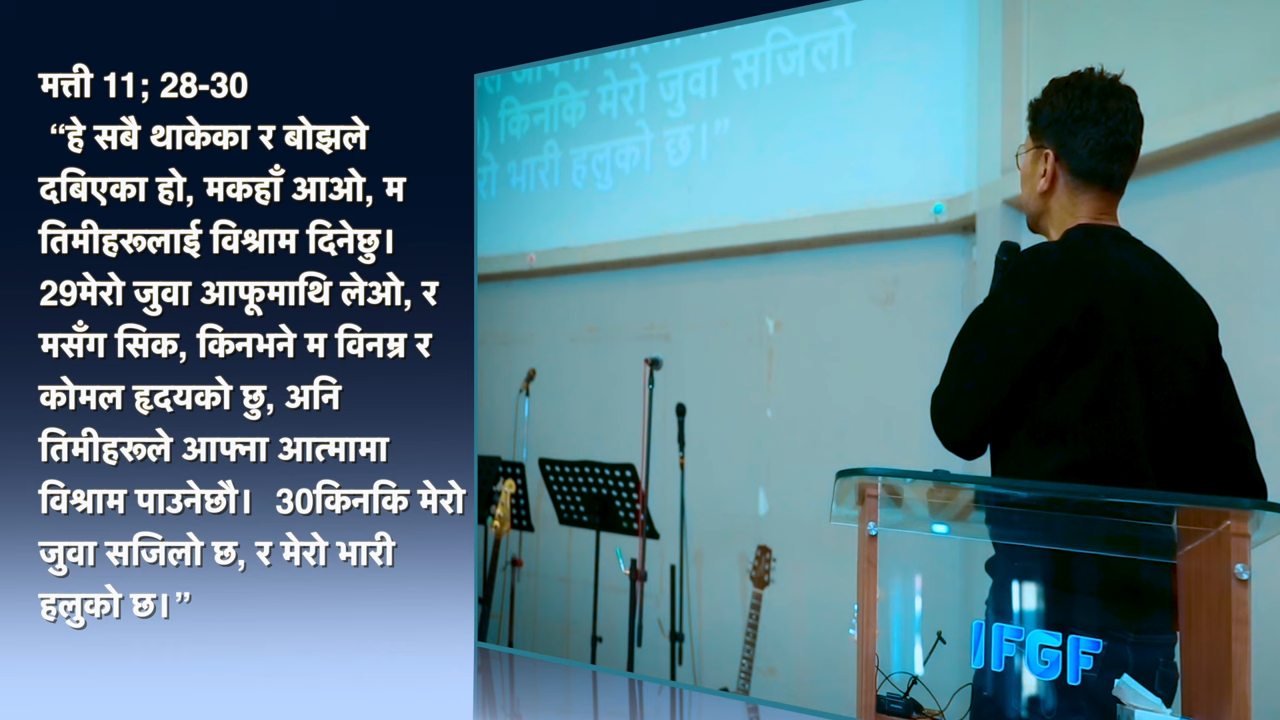 मत्ती 11; 28-30
“हे सबै थाकेका र बोझले
दबिएका हो, मकहाँ आओ, म
तिमीहरूलाई विश्राम दिनेछु।
29मेरो जुवा आफूमाथि लेओ, र
मसँग सिक, किनभने म विनम्र र
कोमल हृदयको छु, अनि
तिमीहरूले आफ्ना आत्मामा
विश्राम पाउनेछौ।  30किनकि मेरो
जुवा सजिलो छ, र मेरो भारी
हलुको छ।”
) किनकि मेरो जुवा सजिलो
रो भारी हलुको छ।”
IFGF